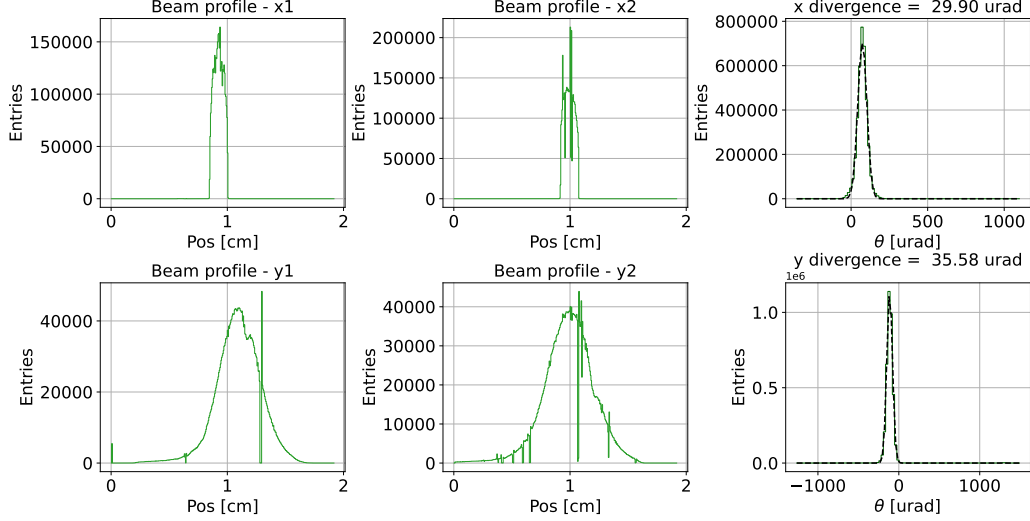 Beam profile - x1
Entries
150000
100000
50000
0
0
1
2
Pos [cm]
Beam profile - x2
Entries
200000
150000
100000
50000
0
0
1
2
Pos [cm]
x divergence =  29.90 urad
Entries
800000
600000
400000
200000
0
0
500
1000
θ [urad]
Beam profile - y1
Entries
40000
20000
0
0
1
2
Pos [cm]
Beam profile - y2
Entries
40000
30000
20000
10000
0
0
1
2
Pos [cm]
y divergence =  35.58 urad
1e6
Entries
1.0
0.5
0.0
−1000
0
1000
θ [urad]